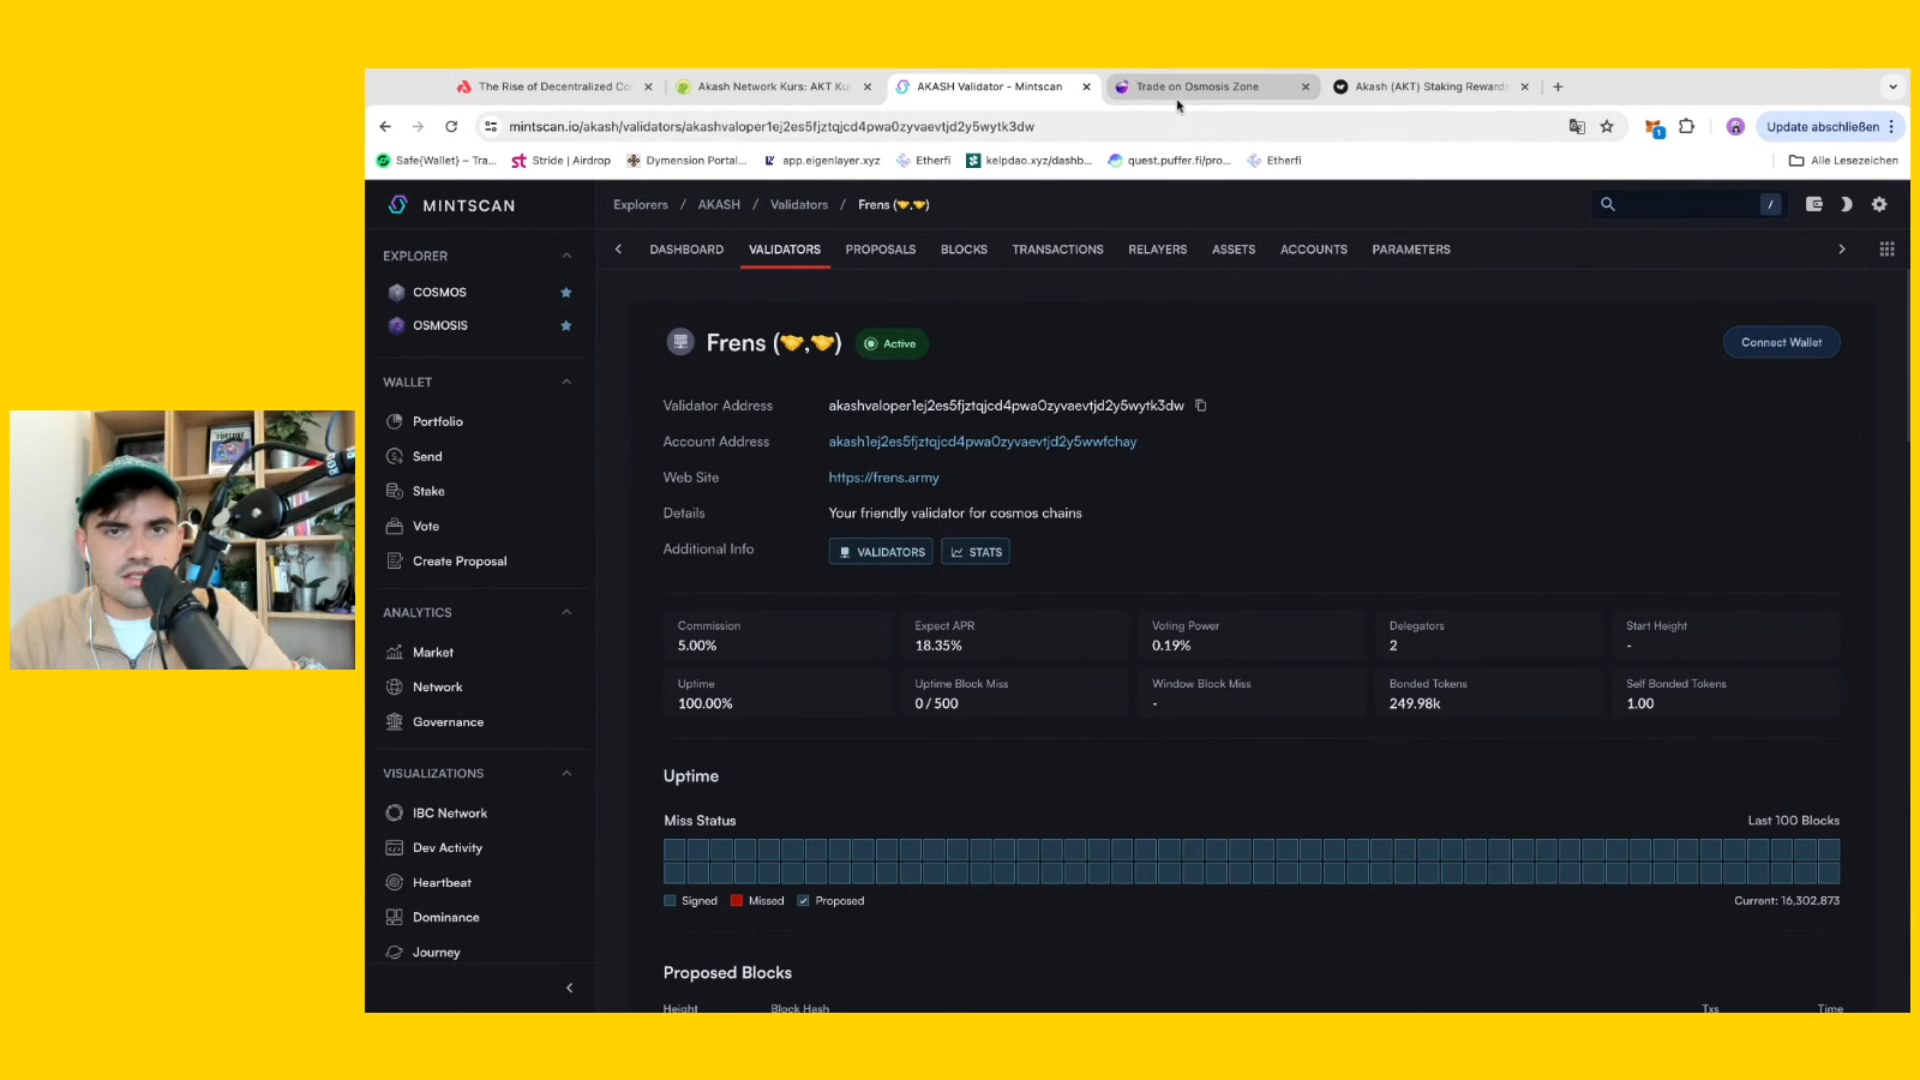 The Rise of Decentralized Co
Akash Network Kurs: AKT Ku
AKASH Validator - Mintscan
Trade on Osmosis Zone
Akash (AKT) Staking Rewards
mintscan.io/akash/validators/akashvaloper1ej2es5fjztqjcd4pwa0zyvaevtjd2y5wytk3dw
1
Update abschließen
Safe{Wallet} – Tra...
st Stride | Airdrop
Dymension Portal...
app.eigenlayer.xyz
Etherfi
kelpdao.xyz/dashb...
quest.puffer.fi/pro...
Etherfi
Alle Lesezeichen
MINTSCAN
Explorers / AKASH / Validators / Frens (🤝,🤝)
/
EXPLORER
COSMOS
OSMOSIS
WALLET
Portfolio
Send
Stake
Vote
Create Proposal
ANALYTICS
Market
Network
Governance
VISUALIZATIONS
IBC Network
Dev Activity
Heartbeat
Dominance
Journey
DASHBOARD VALIDATORS PROPOSALS BLOCKS TRANSACTIONS RELAYERS ASSETS ACCOUNTS PARAMETERS
Frens (🤝,🤝)
Active
Connect Wallet
Validator Address akashvaloper1ej2es5fjztqjcd4pwa0zyvaevtjd2y5wytk3dw
Account Address akash1ej2es5fjztqjcd4pwa0zyvaevtjd2y5wwfchay
Web Site https://frens.army
Details Your friendly validator for cosmos chains
Additional Info VALIDATORS STATS
Commission Expect APR Voting Power Delegators Start Height
5.00% 18.35% 0.19% 2 -
Uptime Uptime Block Miss Window Block Miss Bonded Tokens Self Bonded Tokens
100.00% 0 / 500 - 249.98k 1.00
Uptime
Miss Status Last 100 Blocks
Signed Missed Proposed Current: 16,302,873
Proposed Blocks
Height Block Hash Txs Time